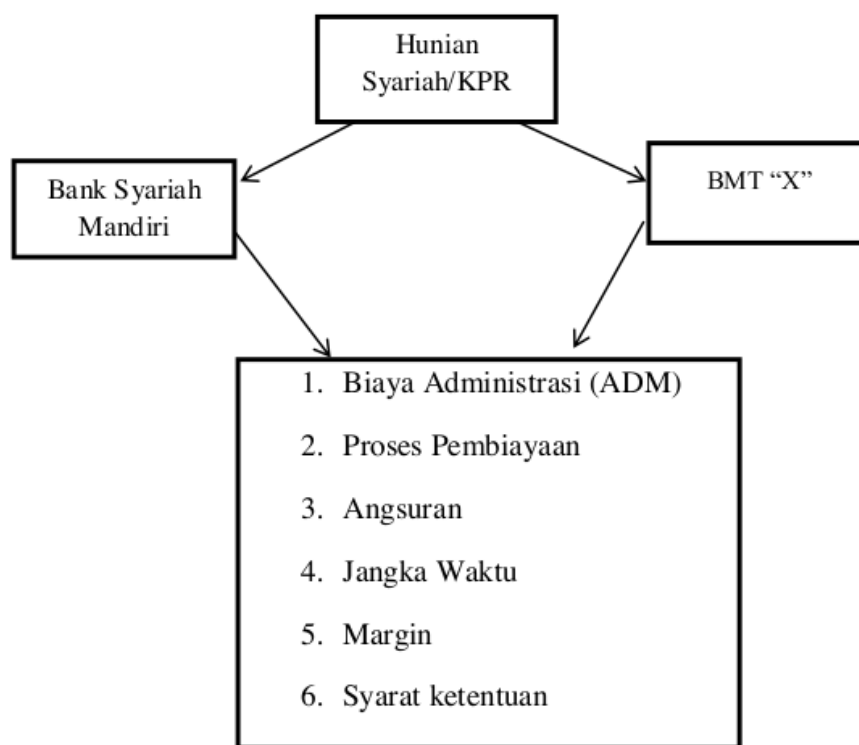 Hunian
Syariah/KPR
Bank Syariah
Mandiri
BMT “X”
1. Biaya Administrasi (ADM)
2. Proses Pembiayaan
3. Angsuran
4. Jangka Waktu
5. Margin
6. Syarat ketentuan